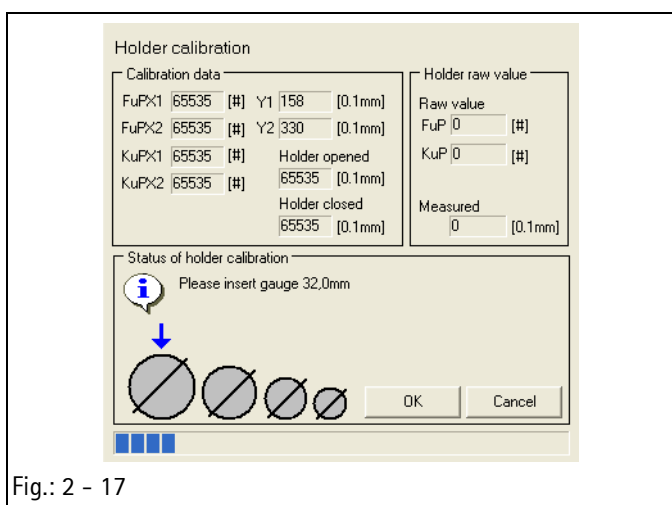 Holder calibration
Calibration data
FuPX1 65535 [#] Y1 158 [0.1mm]
FuPX2 65535 [#] Y2 330 [0.1mm]
KuPX1 65535 [#] Holder opened
KuPX2 65535 [#] 65535 [0.1mm]
Holder closed
65535 [0.1mm]
Holder raw value
Raw value
FuP 0 [#]
KuP 0 [#]
Measured
0 [0.1mm]
Status of holder calibration
Please insert gauge 32,0mm
OK Cancel
Fig.: 2 - 17